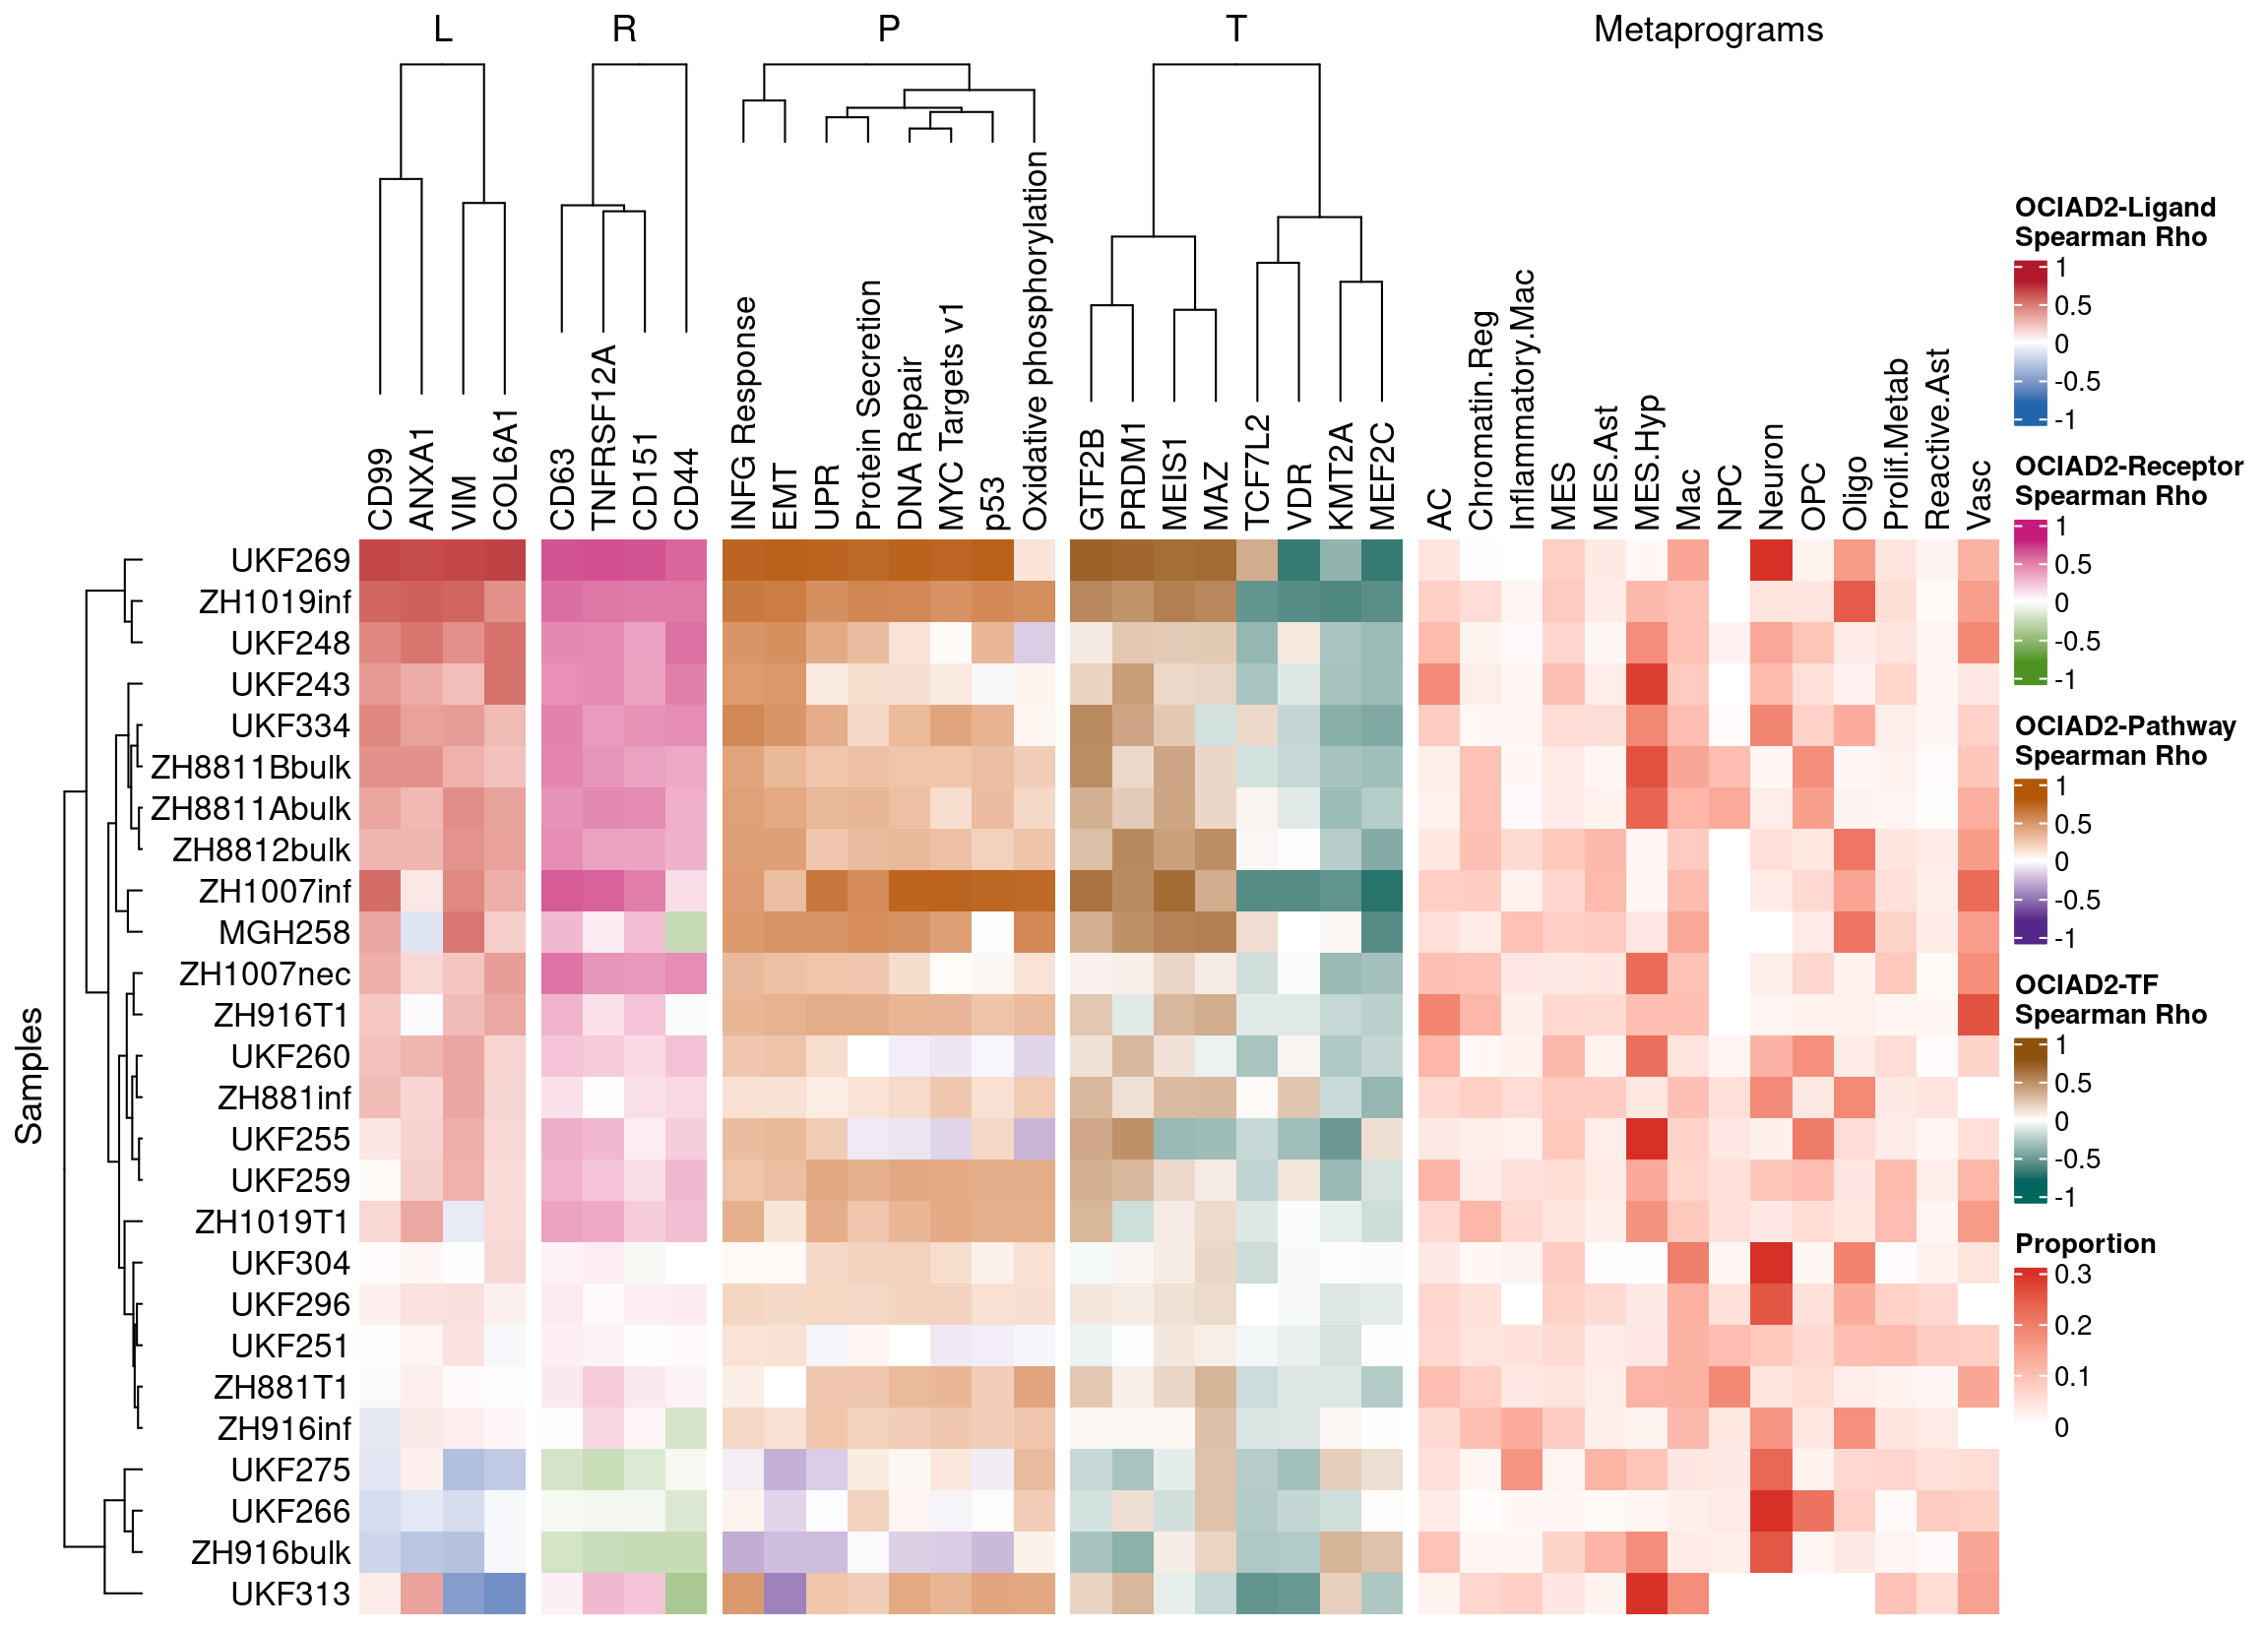 L
R
P
T
Metaprograms
CD99
ANXA1
VIM
COL6A1
CD63
TNFRSF12A
CD151
CD44
INFG Response
EMT
UPR
Protein Secretion
DNA Repair
MYC Targets v1
p53
Oxidative phosphorylation
GTF2B
PRDM1
MEIS1
MAZ
TCF7L2
VDR
KMT2A
MEF2C
AC
Chromatin.Reg
Inflammatory.Mac
MES
MES.Ast
MES.Hyp
Mac
NPC
Neuron
OPC
Oligo
Prolif.Metab
Reactive.Ast
Vasc
Samples
UKF269
ZH1019inf
UKF248
UKF243
UKF334
ZH8811Bbulk
ZH8811Abulk
ZH8812bulk
ZH1007inf
MGH258
ZH1007nec
ZH916T1
UKF260
ZH881inf
UKF255
UKF259
ZH1019T1
UKF304
UKF296
UKF251
ZH881T1
ZH916inf
UKF275
UKF266
ZH916bulk
UKF313
OCIAD2-Ligand
Spearman Rho
1
0.5
0
-0.5
-1
OCIAD2-Receptor
Spearman Rho
1
0.5
0
-0.5
-1
OCIAD2-Pathway
Spearman Rho
1
0.5
0
-0.5
-1
OCIAD2-TF
Spearman Rho
1
0.5
0
-0.5
-1
Proportion
0.3
0.2
0.1
0